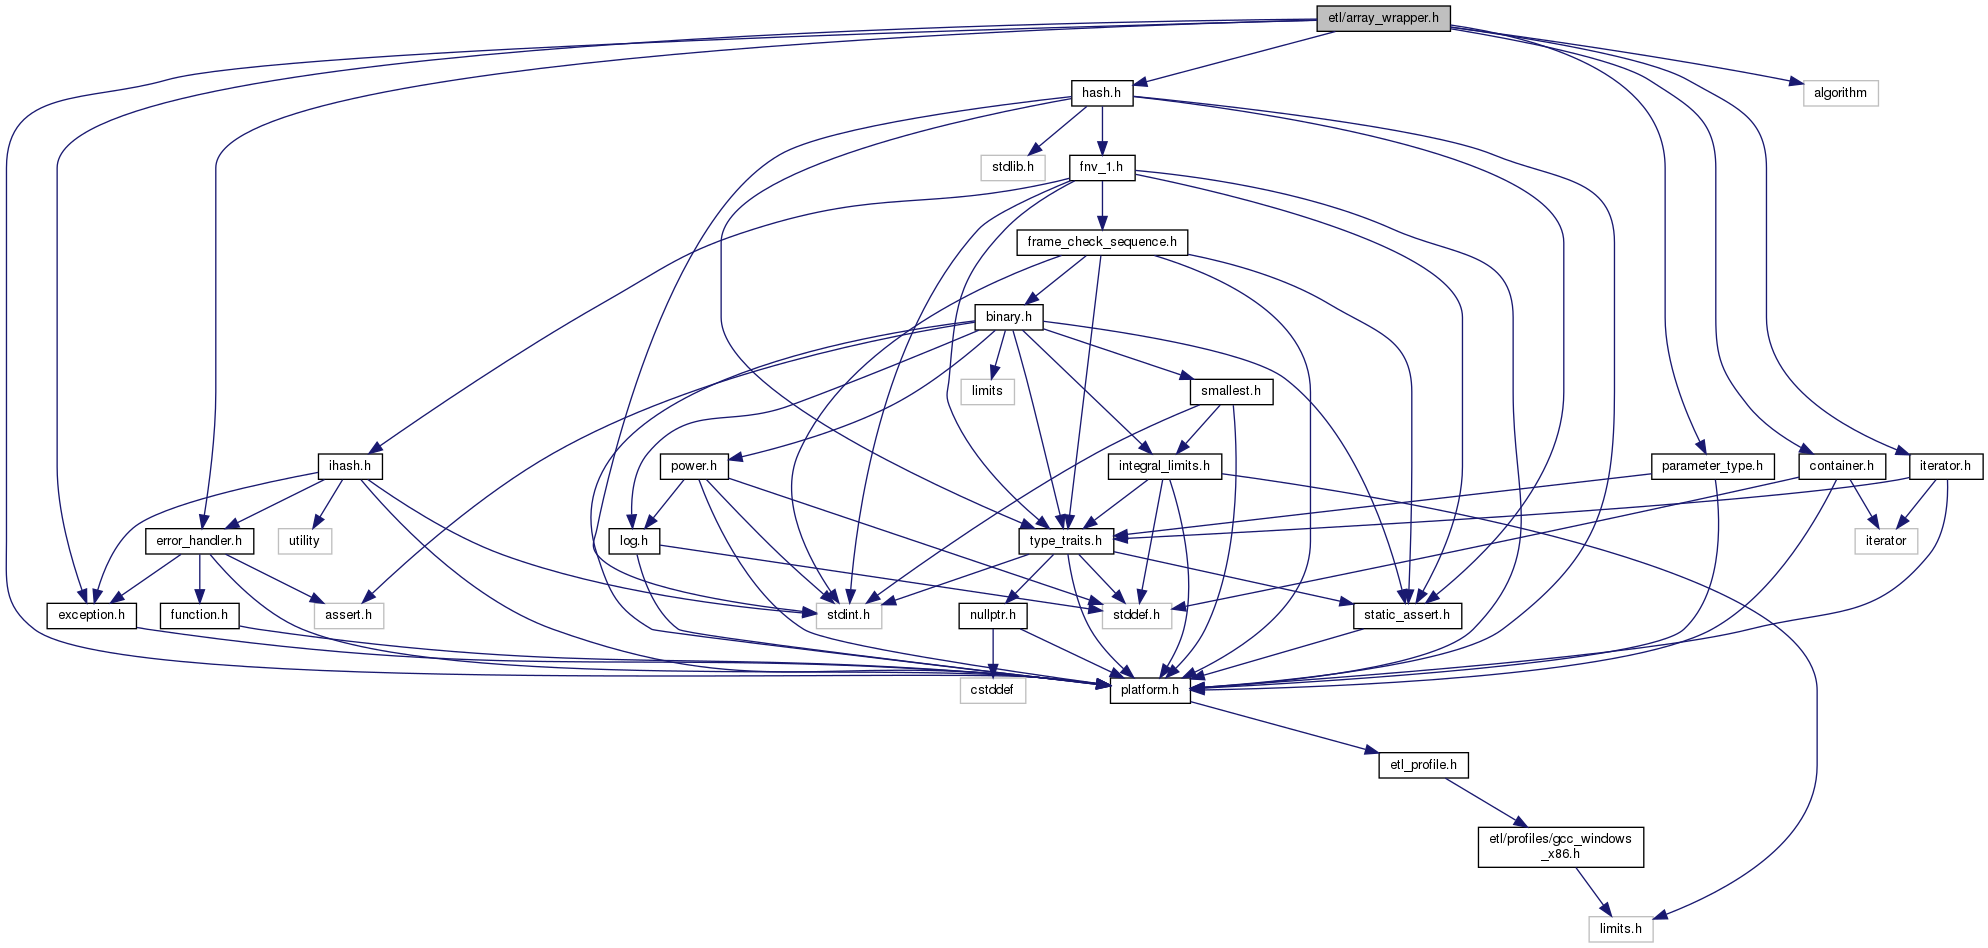 etl/array_wrapper.h
hash.h
algorithm
stdlib.h
fnv_1.h
frame_check_sequence.h
binary.h
limits
smallest.h
ihash.h
power.h
integral_limits.h
parameter_type.h
container.h
iterator.h
error_handler.h
utility
log.h
type_traits.h
iterator
exception.h
function.h
assert.h
stdint.h
nullptr.h
stddef.h
static_assert.h
cstddef
platform.h
etl_profile.h
etl/profiles/gcc_windows
_x86.h
limits.h